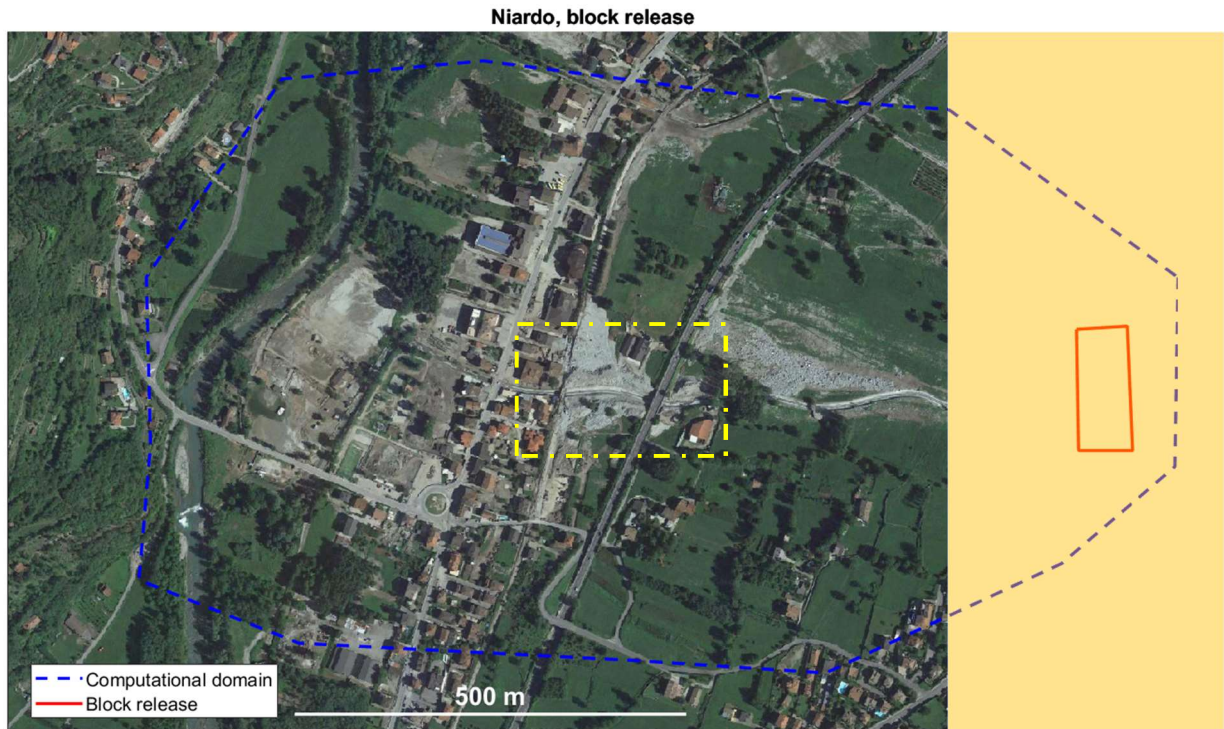 Niardo, block release
Computational domain
Block release
500 m